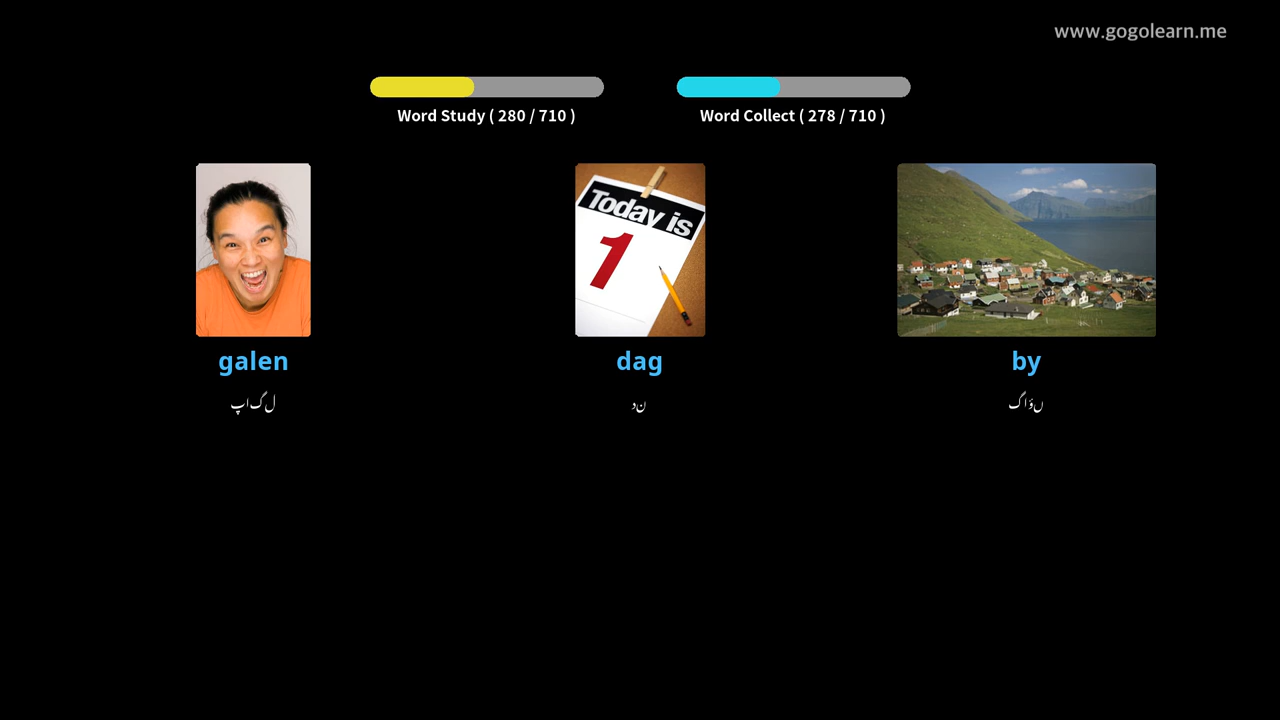 www.gogolearn.me
Word Study ( 280 / 710 )
Word Collect ( 278 / 710 )
Today is
1
galen
dag
by
پاگل
دن
گاؤں